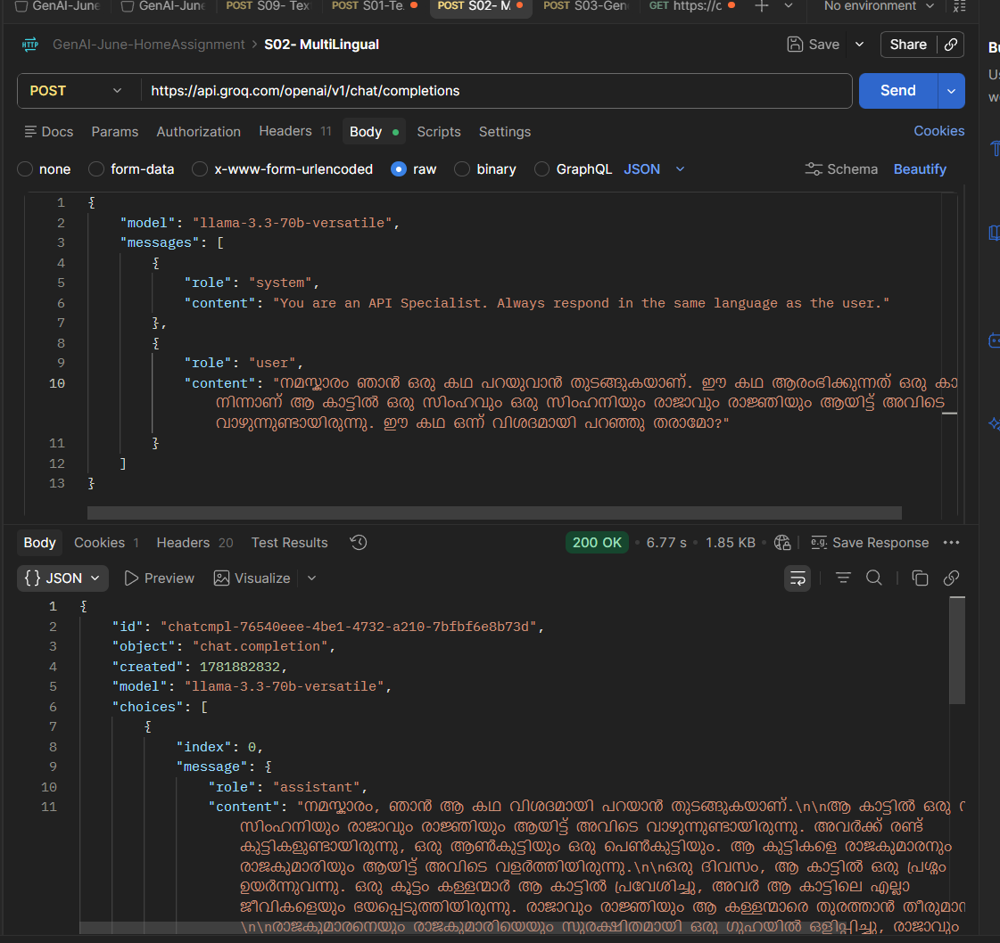 GenAI-June-
GenAI-June
POST S09- Tex
POST S01-Te.
POST S02- M
POST S03-Gen
GET https://c
No environment
HTTP GenAI-June-HomeAssignment > S02- MultiLingual
Save
Share
POST
https://api.groq.com/openai/v1/chat/completions
Send
Docs Params Authorization Headers 11 Body Scripts Settings
Cookies
none form-data x-www-form-urlencoded raw binary GraphQL JSON
Schema Beautify
1 {
2 "model": "llama-3.3-70b-versatile",
3 "messages": [
4 {
5 "role": "system",
6 "content": "You are an API Specialist. Always respond in the same language as the user."
7 },
8 {
9 "role": "user",
10 "content": "നമസ്കാരം ഞാൻ ഒരു കഥ പറയുവാൻ തുടങ്ങുകയാണ്. ഈ കഥ ആരംഭിക്കുന്നത് ഒരു കാ
നിന്നാണ് ആ കാട്ടിൽ ഒരു സിംഹവും ഒരു സിംഹനിയും രാജാവും രാജ്ഞിയും ആയിട്ട് അവിടെ
വാഴുന്നുണ്ടായിരുന്നു. ഈ കഥ ഒന്ന് വിശദമായി പറഞ്ഞു തരാമോ?"
11 }
12 ]
13 }
Body Cookies 1 Headers 20 Test Results
200 OK • 6.77 s • 1.85 KB •
e.g. Save Response
{} JSON Preview Visualize
1 {
2 "id": "chatcmpl-76540eee-4be1-4732-a210-7bfbf6e8b73d",
3 "object": "chat.completion",
4 "created": 1781882832,
5 "model": "llama-3.3-70b-versatile",
6 "choices": [
7 {
8 "index": 0,
9 "message": {
10 "role": "assistant",
11 "content": "നമസ്കാരം, ഞാൻ ആ കഥ വിശദമായി പറയാൻ തുടങ്ങുകയാണ്.\n\nആ കാട്ടിൽ ഒരു
സിംഹനിയും രാജാവും രാജ്ഞിയും ആയിട്ട് അവിടെ വാഴുന്നുണ്ടായിരുന്നു. അവർക്ക് രണ്ട്
കുട്ടികളുണ്ടായിരുന്നു, ഒരു ആൺകുട്ടിയും ഒരു പെൺകുട്ടിയും. ആ കുട്ടികളെ രാജകുമാരനും
രാജകുമാരിയും ആയിട്ട് അവിടെ വളർത്തിയിരുന്നു.\n\nഒരു ദിവസം, ആ കാട്ടിൽ ഒരു പ്രശ്നം
ഉയർന്നുവന്നു. ഒരു കൂട്ടം കള്ളന്മാർ ആ കാട്ടിൽ പ്രവേശിച്ചു, അവർ ആ കാട്ടിലെ എല്ലാ
ജീവികളെയും ഭയപ്പെടുത്തിയിരുന്നു. രാജാവും രാജ്ഞിയും ആ കള്ളന്മാരെ തുരത്താൻ തീരുമാന
\n\nരാജകുമാരനെയും രാജകുമാരിയെയും സുരക്ഷിതമായി ഒരു ഗുഹയിൽ ഒളിപ്പിച്ചു, രാജാവും